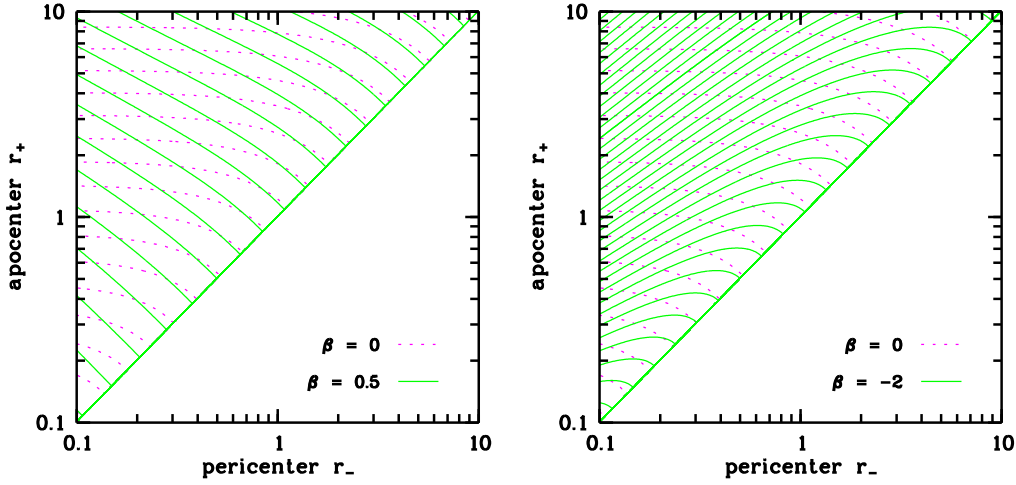 10
1
0.1
apocenter r+
β = 0
β = 0.5
0.1
1
10
pericenter r−
10
1
0.1
apocenter r+
β = 0
β = -2
0.1
1
10
pericenter r−